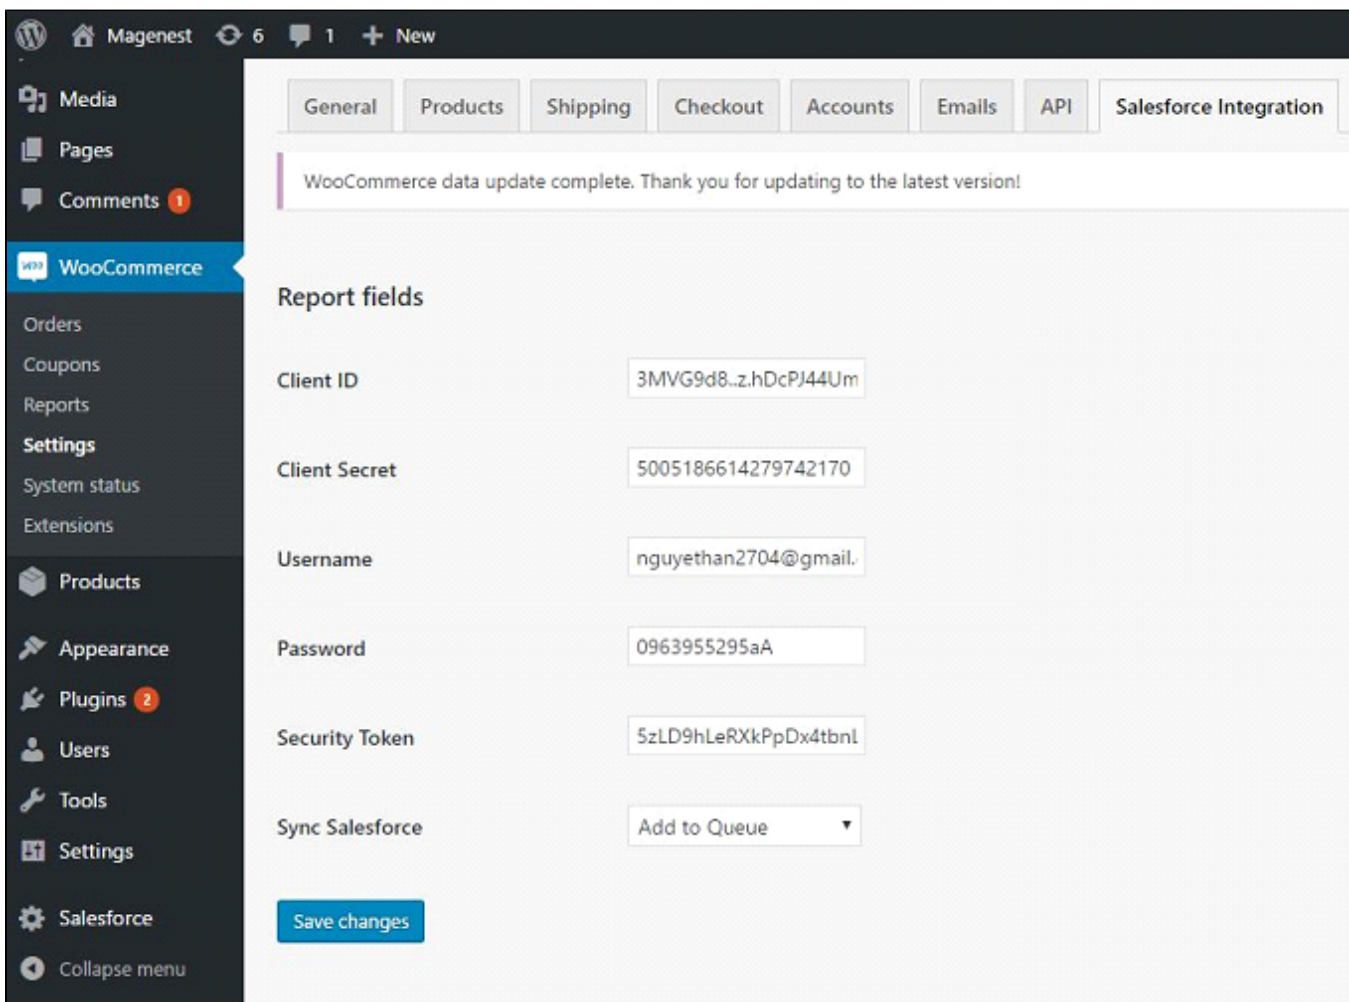 Magenest 6 1 New
Media
Pages
Comments 1
WooCommerce
Orders
Coupons
Reports
Settings
System status
Extensions
Products
Appearance
Plugins 2
Users
Tools
Settings
Salesforce
Collapse menu
General Products Shipping Checkout Accounts Emails API Salesforce Integration
WooCommerce data update complete. Thank you for updating to the latest version!
Report fields
Client ID 3MVG9d8..z.hDcPJ44Um
Client Secret 5005186614279742170
Username nguyethan2704@gmail.
Password 0963955295aA
Security Token 5zLD9hLeRXkPpDx4tbnL
Sync Salesforce Add to Queue
Save changes